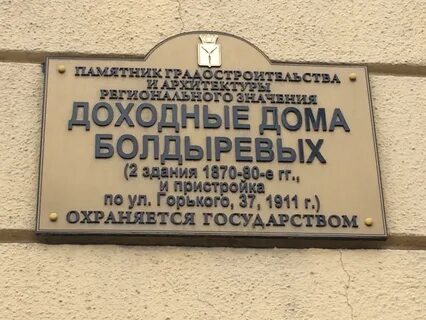 ПАМЯТНИК ГРАДОСТРОИТЕЛЬСТВА
И АРХИТЕКТУРЫ
РЕГИОНАЛЬНОГО ЗНАЧЕНИЯ
ДОХОДНЫЕ ДОМА
БОЛДЫРЕВЫХ
(2 здания 1870-80-е гг.,
и пристройка
по ул. Горького, 37, 1911 г.)
ОХРАНЯЕТСЯ ГОСУДАРСТВОМ